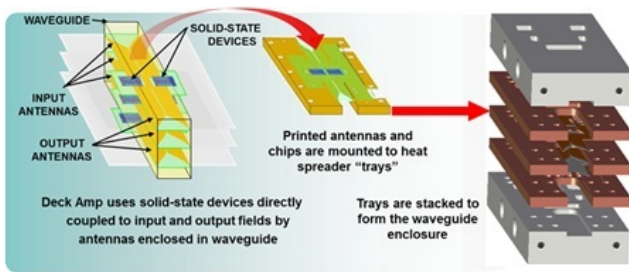 WAVEGUIDE
SOLID-STATE
DEVICES
INPUT
ANTENNAS
OUTPUT
ANTENNAS
Deck Amp uses solid-state devices directly
coupled to input and output fields by
antennas enclosed in waveguide
Printed antennas and
chips are mounted to heat
spreader “trays”
Trays are stacked to
form the waveguide
enclosure